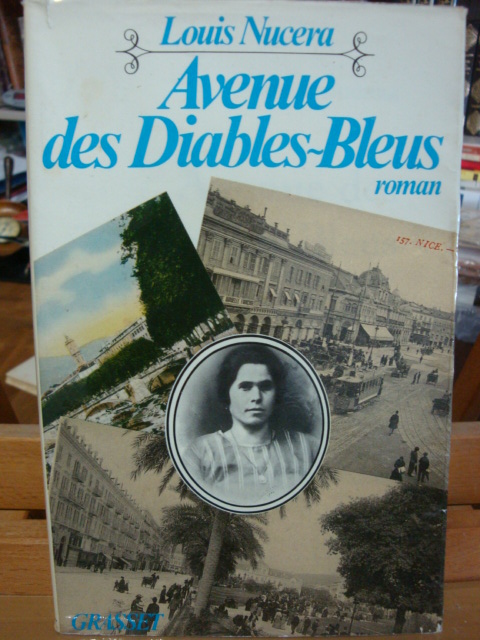 Louis Nucera
Avenue
des Diables-Bleus
roman
157. NICE. —
GRASSET